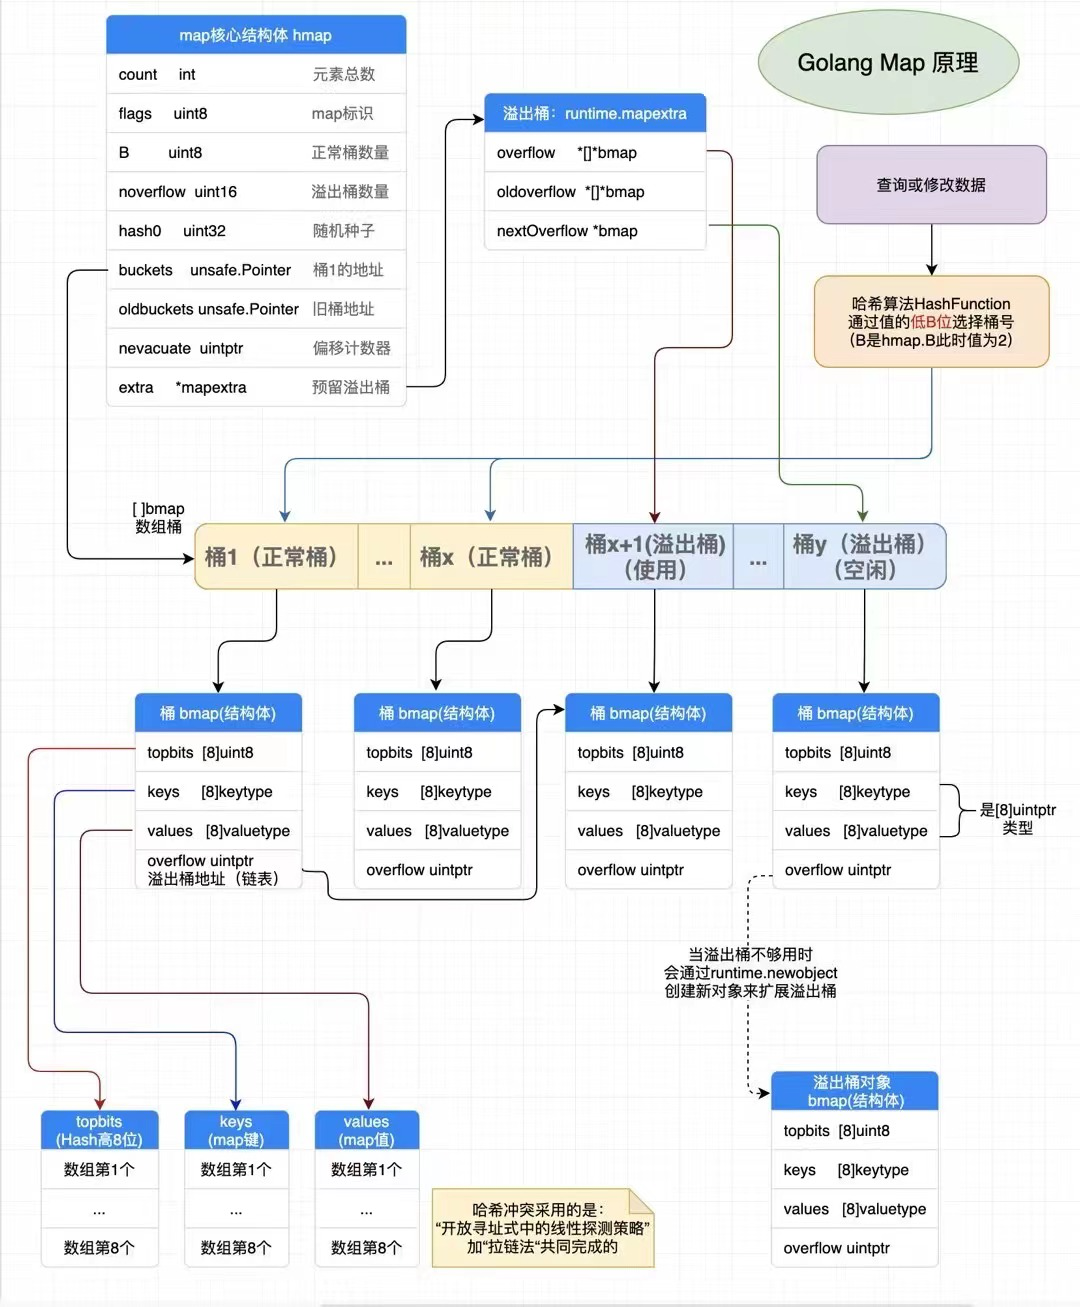 Golang Map 原理
map核心结构体 hmap
count int 元素总数
flags uint8 map标识
B uint8 正常桶数量
noverflow uint16 溢出桶数量
hash0 uint32 随机种子
buckets unsafe.Pointer 桶1的地址
oldbuckets unsafe.Pointer 旧桶地址
nevacuate uintptr 偏移计数器
extra *mapextra 预留溢出桶
溢出桶：runtime.mapextra
overflow *[]*bmap
oldoverflow *[]*bmap
nextOverflow *bmap
查询或修改数据
哈希算法HashFunction
通过值的低B位选择桶号
（B是hmap.B此时值为2）
[ ]bmap
数组桶
桶1（正常桶）
...
桶x（正常桶）
桶x+1(溢出桶)
（使用）
...
桶y（溢出桶）
（空闲）
桶 bmap(结构体)
topbits [8]uint8
keys [8]keytype
values [8]valuetype
overflow uintptr
溢出桶地址（链表）
桶 bmap(结构体)
topbits [8]uint8
keys [8]keytype
values [8]valuetype
overflow uintptr
桶 bmap(结构体)
topbits [8]uint8
keys [8]keytype
values [8]valuetype
overflow uintptr
桶 bmap(结构体)
topbits [8]uint8
keys [8]keytype
values [8]valuetype
overflow uintptr
是[8]uintptr
类型
当溢出桶不够用时
会通过runtime.newobject
创建新对象来扩展溢出桶
溢出桶对象
bmap(结构体)
topbits [8]uint8
keys [8]keytype
values [8]valuetype
overflow uintptr
topbits
(Hash高8位)
数组第1个
...
数组第8个
keys
(map键)
数组第1个
...
数组第8个
values
(map值)
数组第1个
...
数组第8个
哈希冲突采用的是：
“开放寻址式中的线性探测策略”
加“拉链法“共同完成的